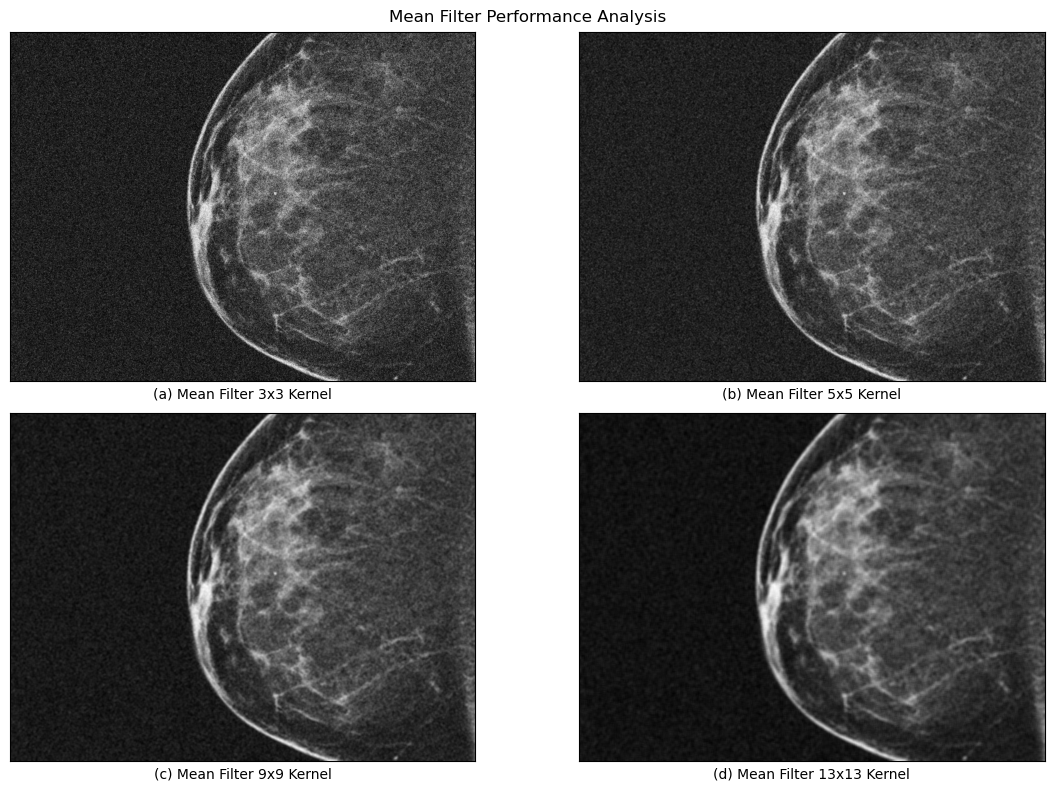 Mean Filter Performance Analysis
(a) Mean Filter 3x3 Kernel
(b) Mean Filter 5x5 Kernel
(c) Mean Filter 9x9 Kernel
(d) Mean Filter 13x13 Kernel